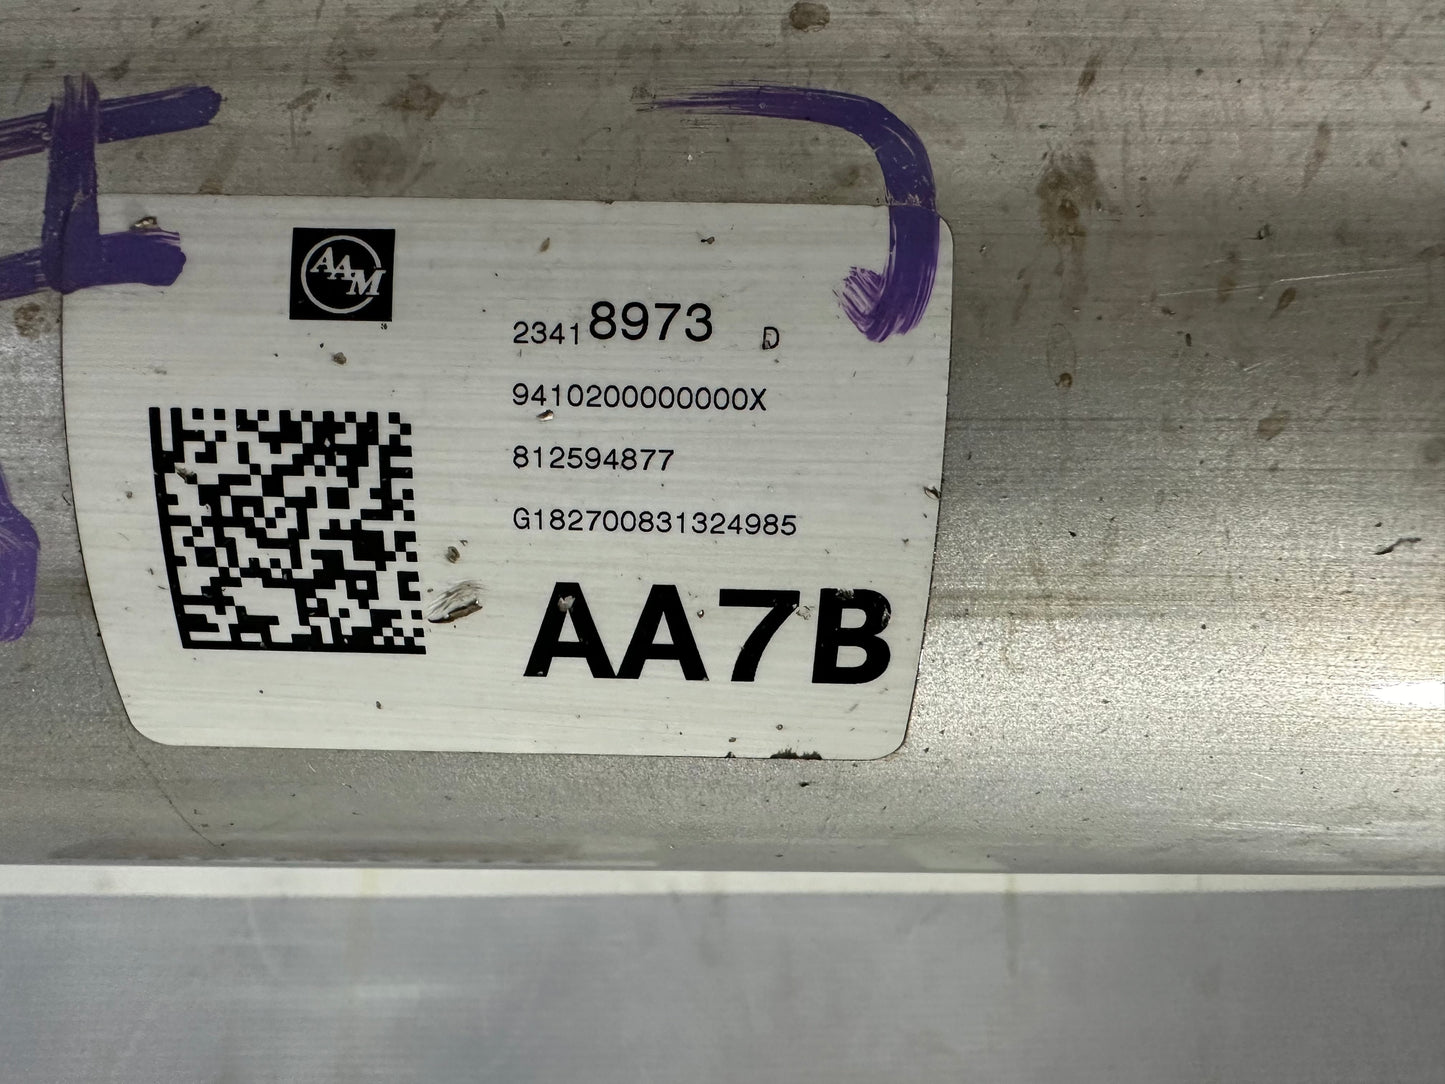 AAM
23418973 D
9410200000000X
812594877
G182700831324985
AA7B